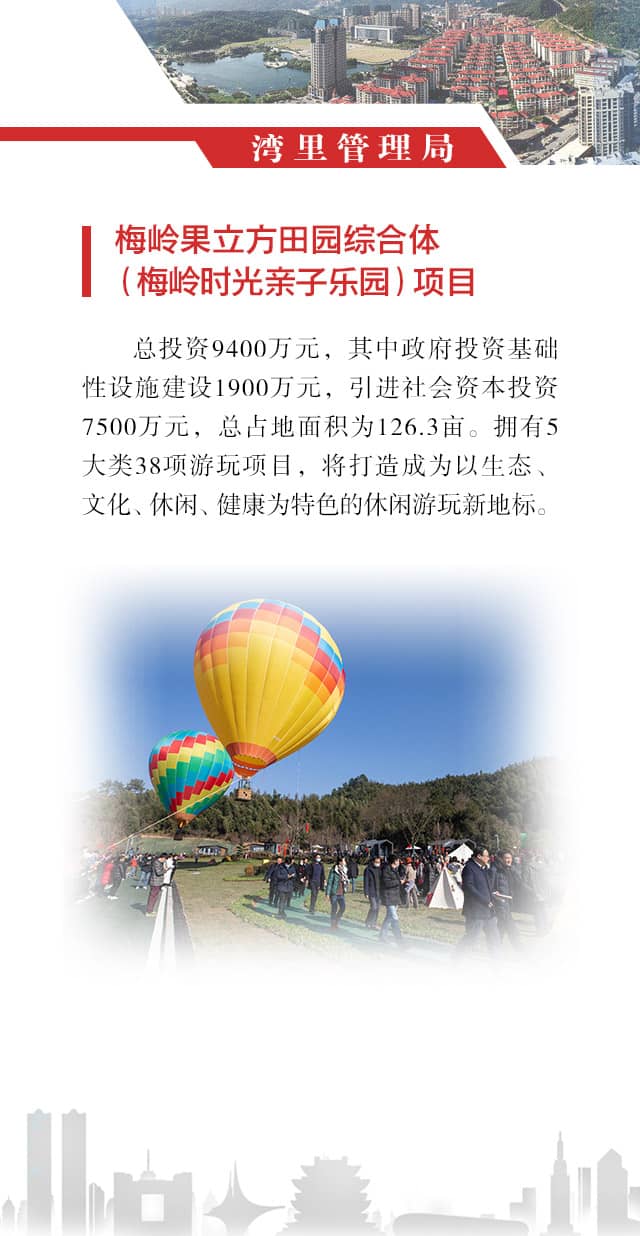 湾里管理局
梅岭果立方田园综合体
（梅岭时光亲子乐园）项目
总投资9400万元，其中政府投资基础
性设施建设1900万元，引进社会资本投资
7500万元，总占地面积为126.3亩。拥有5
大类38项游玩项目，将打造成为以生态、
文化、休闲、健康为特色的休闲游玩新地标。